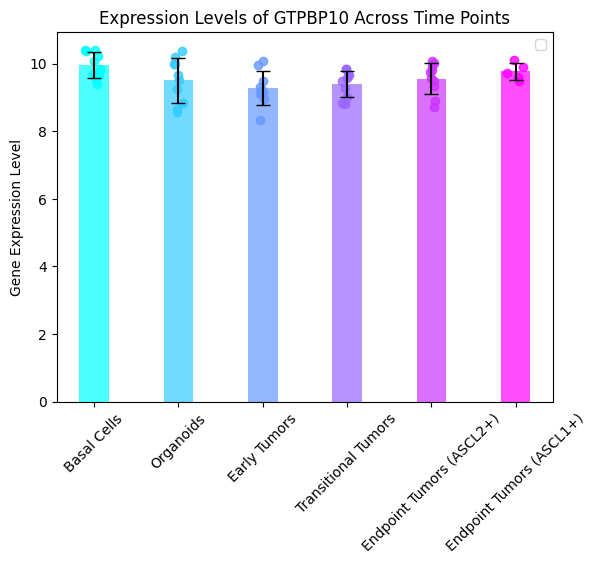 Expression Levels of GTPBP10 Across Time Points
Gene Expression Level
10
8
6
4
2
0
Basal Cells
Organoids
Early Tumors
Transitional Tumors
Endpoint Tumors (ASCL2+)
Endpoint Tumors (ASCL1+)